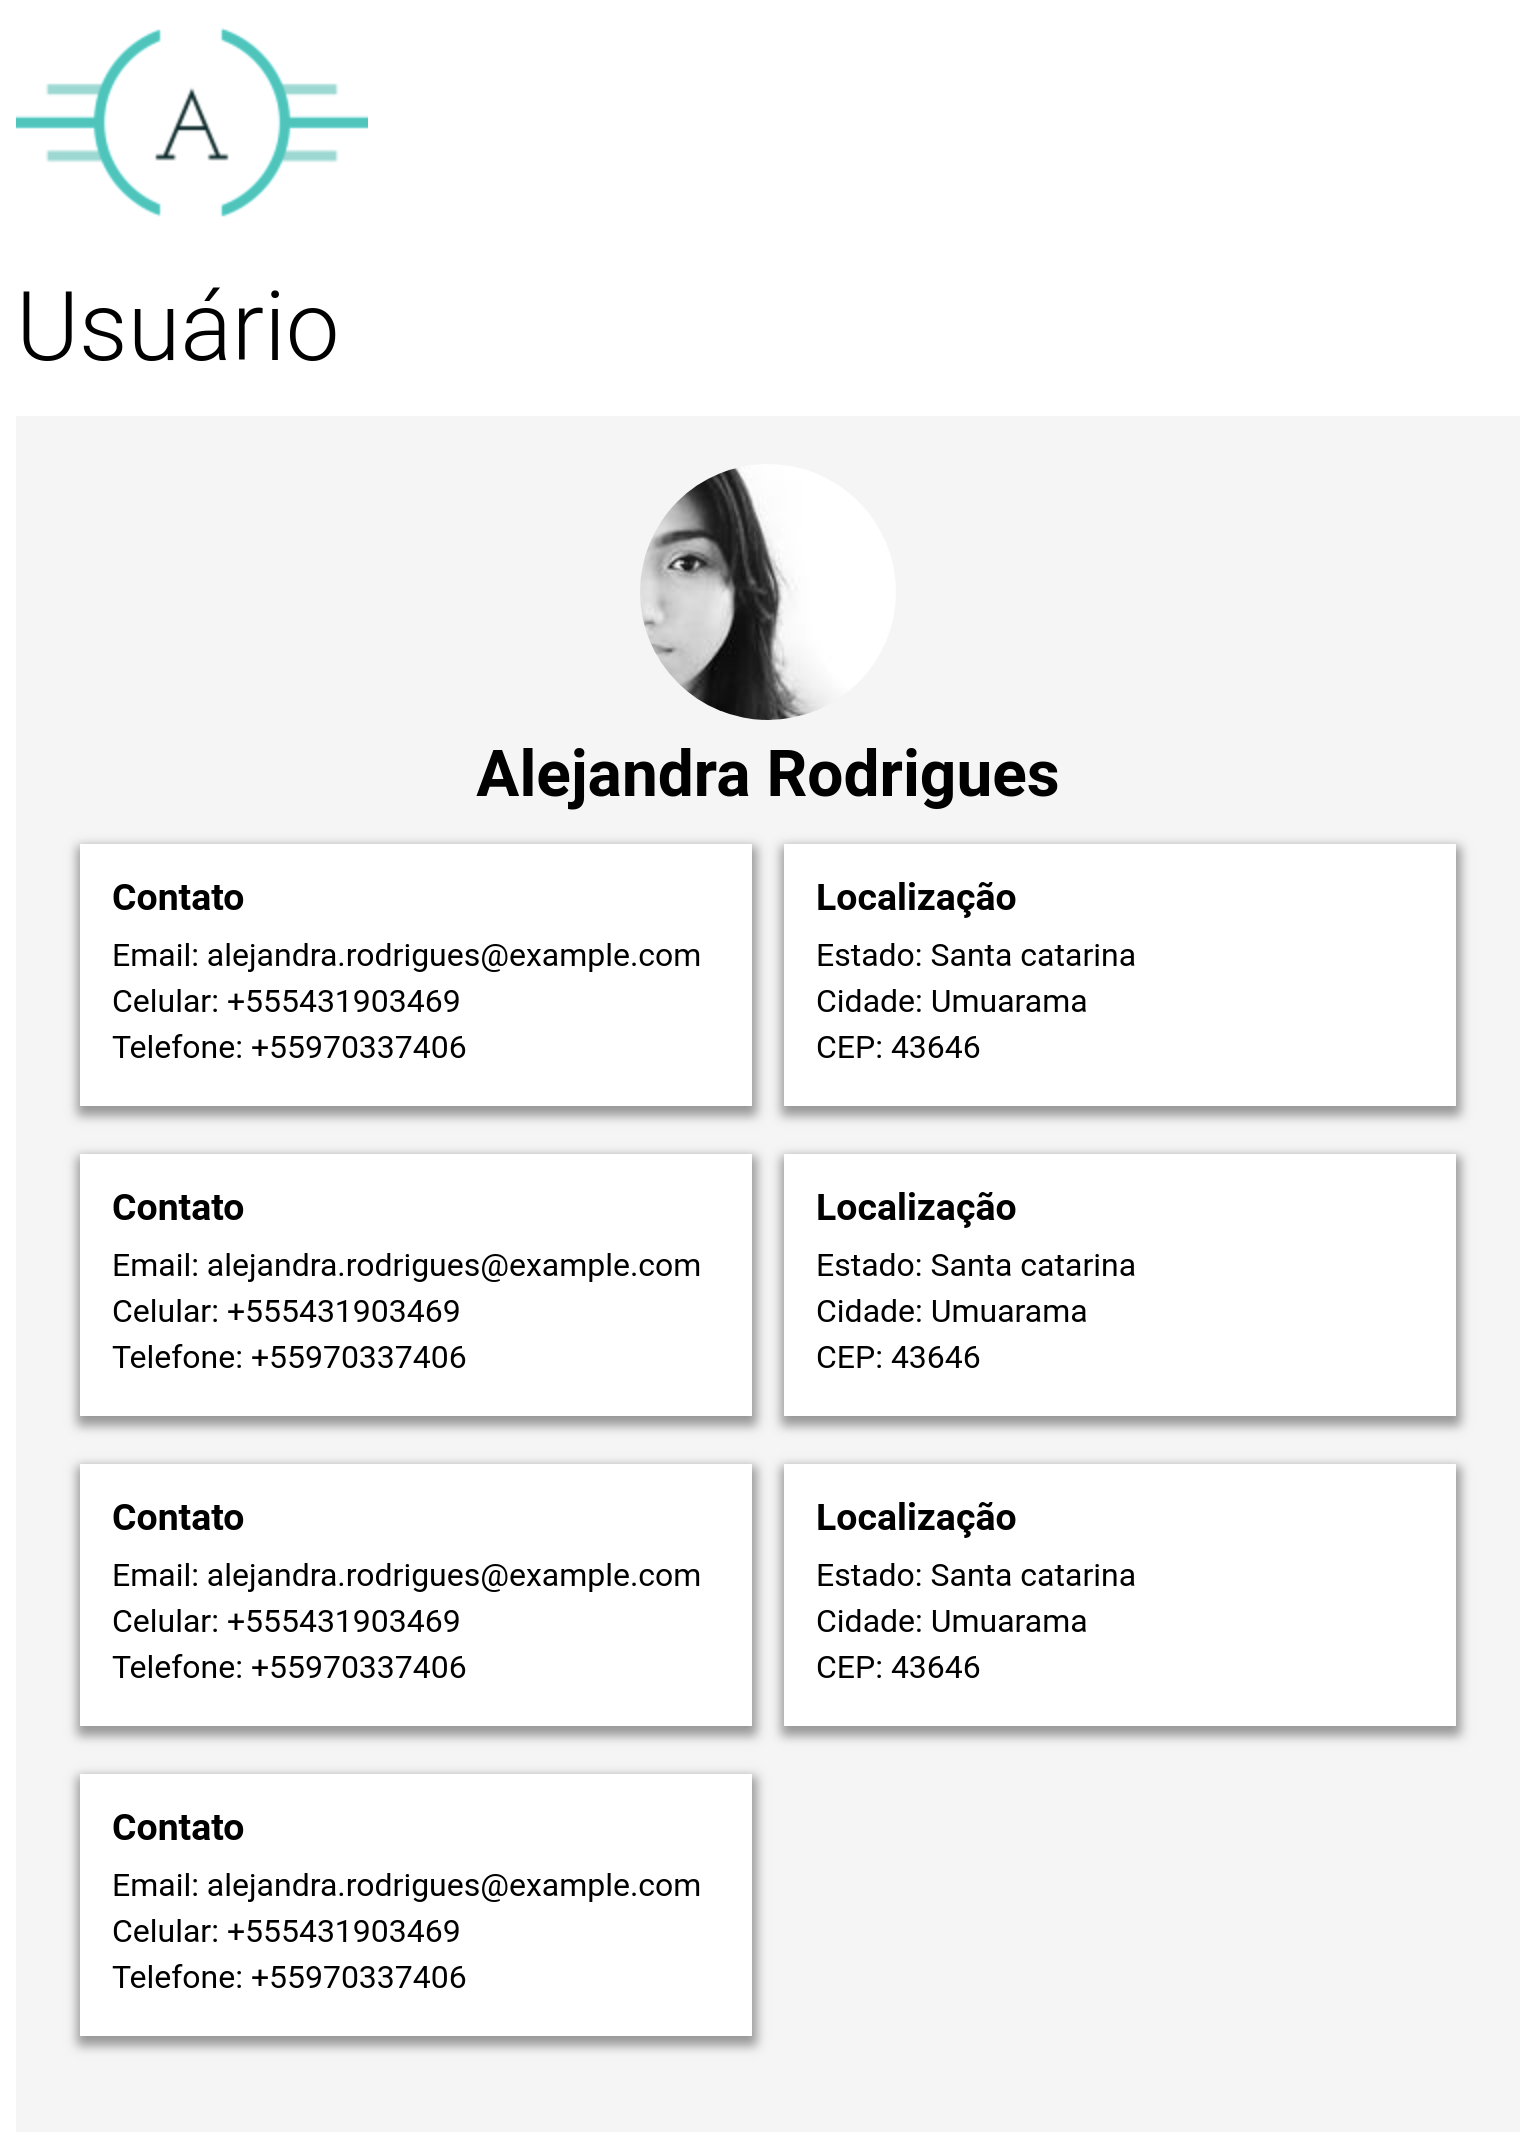 A
Usuário
Alejandra Rodrigues
Contato
Email: alejandra.rodrigues@example.com
Celular: +555431903469
Telefone: +55970337406
Localização
Estado: Santa catarina
Cidade: Umuarama
CEP: 43646
Contato
Email: alejandra.rodrigues@example.com
Celular: +555431903469
Telefone: +55970337406
Localização
Estado: Santa catarina
Cidade: Umuarama
CEP: 43646
Contato
Email: alejandra.rodrigues@example.com
Celular: +555431903469
Telefone: +55970337406
Localização
Estado: Santa catarina
Cidade: Umuarama
CEP: 43646
Contato
Email: alejandra.rodrigues@example.com
Celular: +555431903469
Telefone: +55970337406